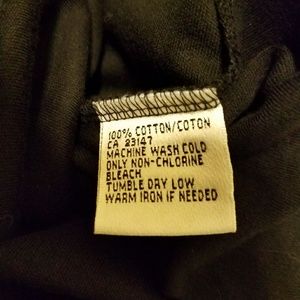 100% COTTON/COTON
CA 23147
MACHINE WASH COLD
ONLY NON-CHLORINE
BLEACH
TUMBLE DRY LOW
WARM IRON IF NEEDED